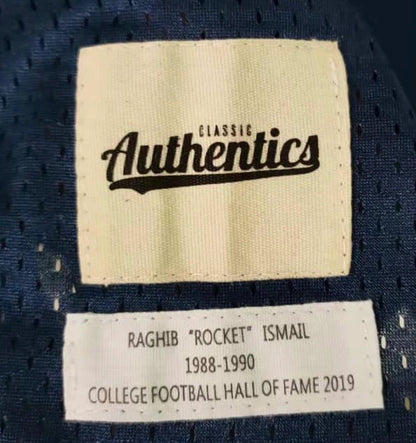 CLASSIC
Authentics
RAGHIB "ROCKET" ISMAIL
1988-1990
COLLEGE FOOTBALL HALL OF FAME 2019